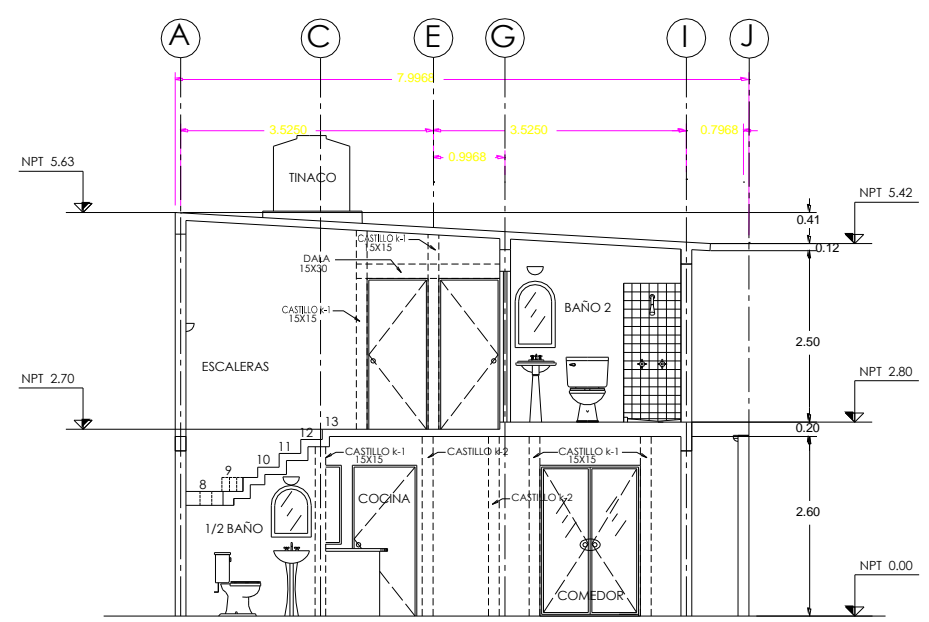 A
C
E
G
I
J
7.9968
3.5250
3.5250
0.7968
0.9968
TINACO
NPT 5.63
NPT 5.42
0.41
0.12
CASTILLO k-1
15X15
DALA
15X30
CASTILLO k-1
15X15
BAÑO 2
2.50
ESCALERAS
NPT 2.70
NPT 2.80
0.20
13
12
11
10
9
8
CASTILLO k-1
15X15
CASTILLO k-2
CASTILLO k-1
15X15
COCINA
CASTILLO k-2
2.60
1/2 BAÑO
NPT 0.00
COMEDOR